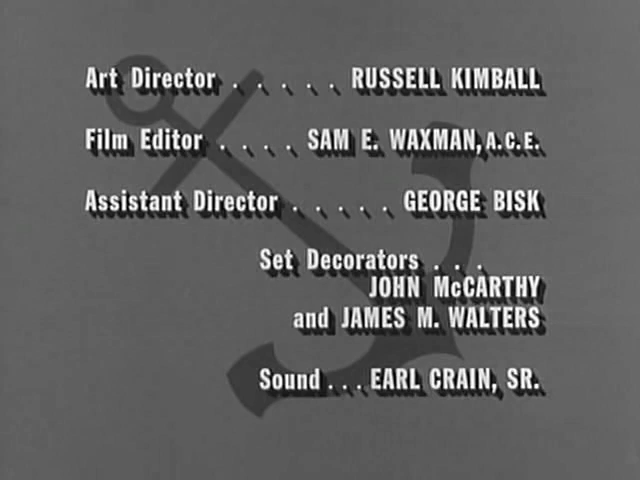 Art Director . . . . . RUSSELL KIMBALL
Film Editor . . . . SAM E. WAXMAN, A.C.E.
Assistant Director . . . . . GEORGE BISK
Set Decorators . . .
JOHN McCARTHY
and JAMES M. WALTERS
Sound . . . EARL CRAIN, SR.